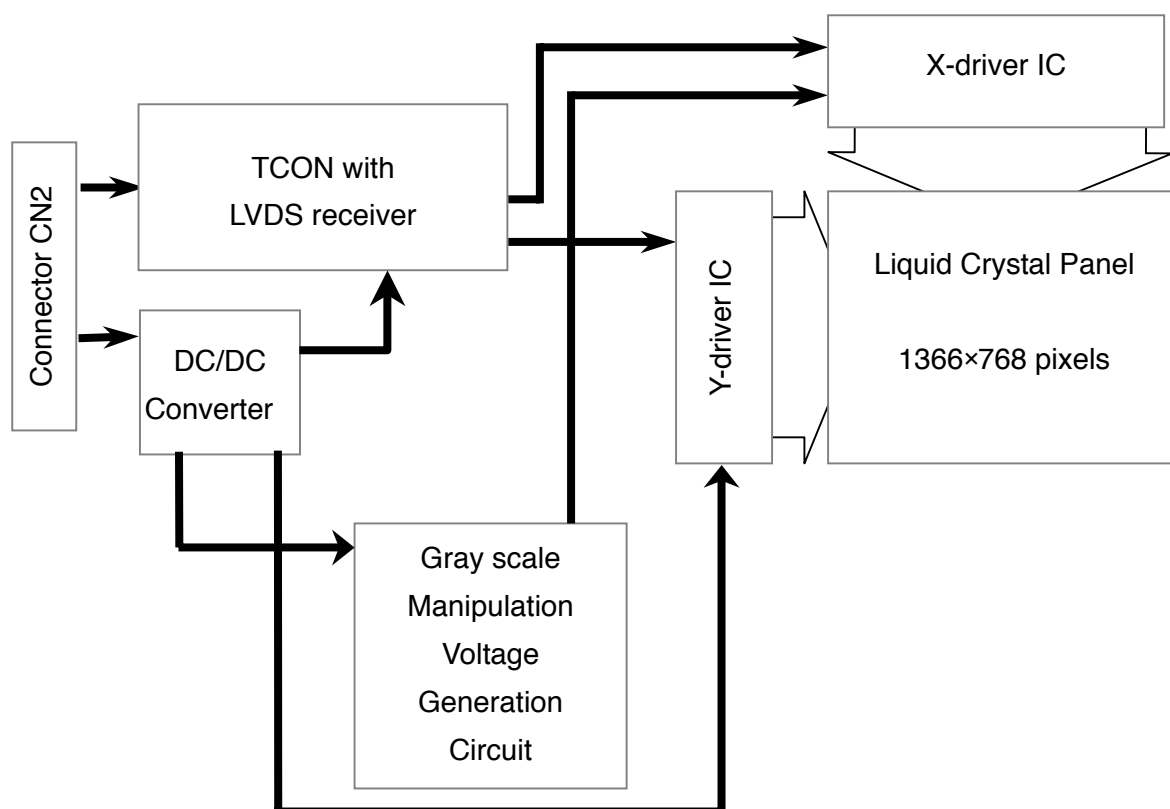 X-driver IC
TCON with
LVDS receiver
Connector CN2
Y-driver IC
Liquid Crystal Panel
1366×768 pixels
DC/DC
Converter
Gray scale
Manipulation
Voltage
Generation
Circuit